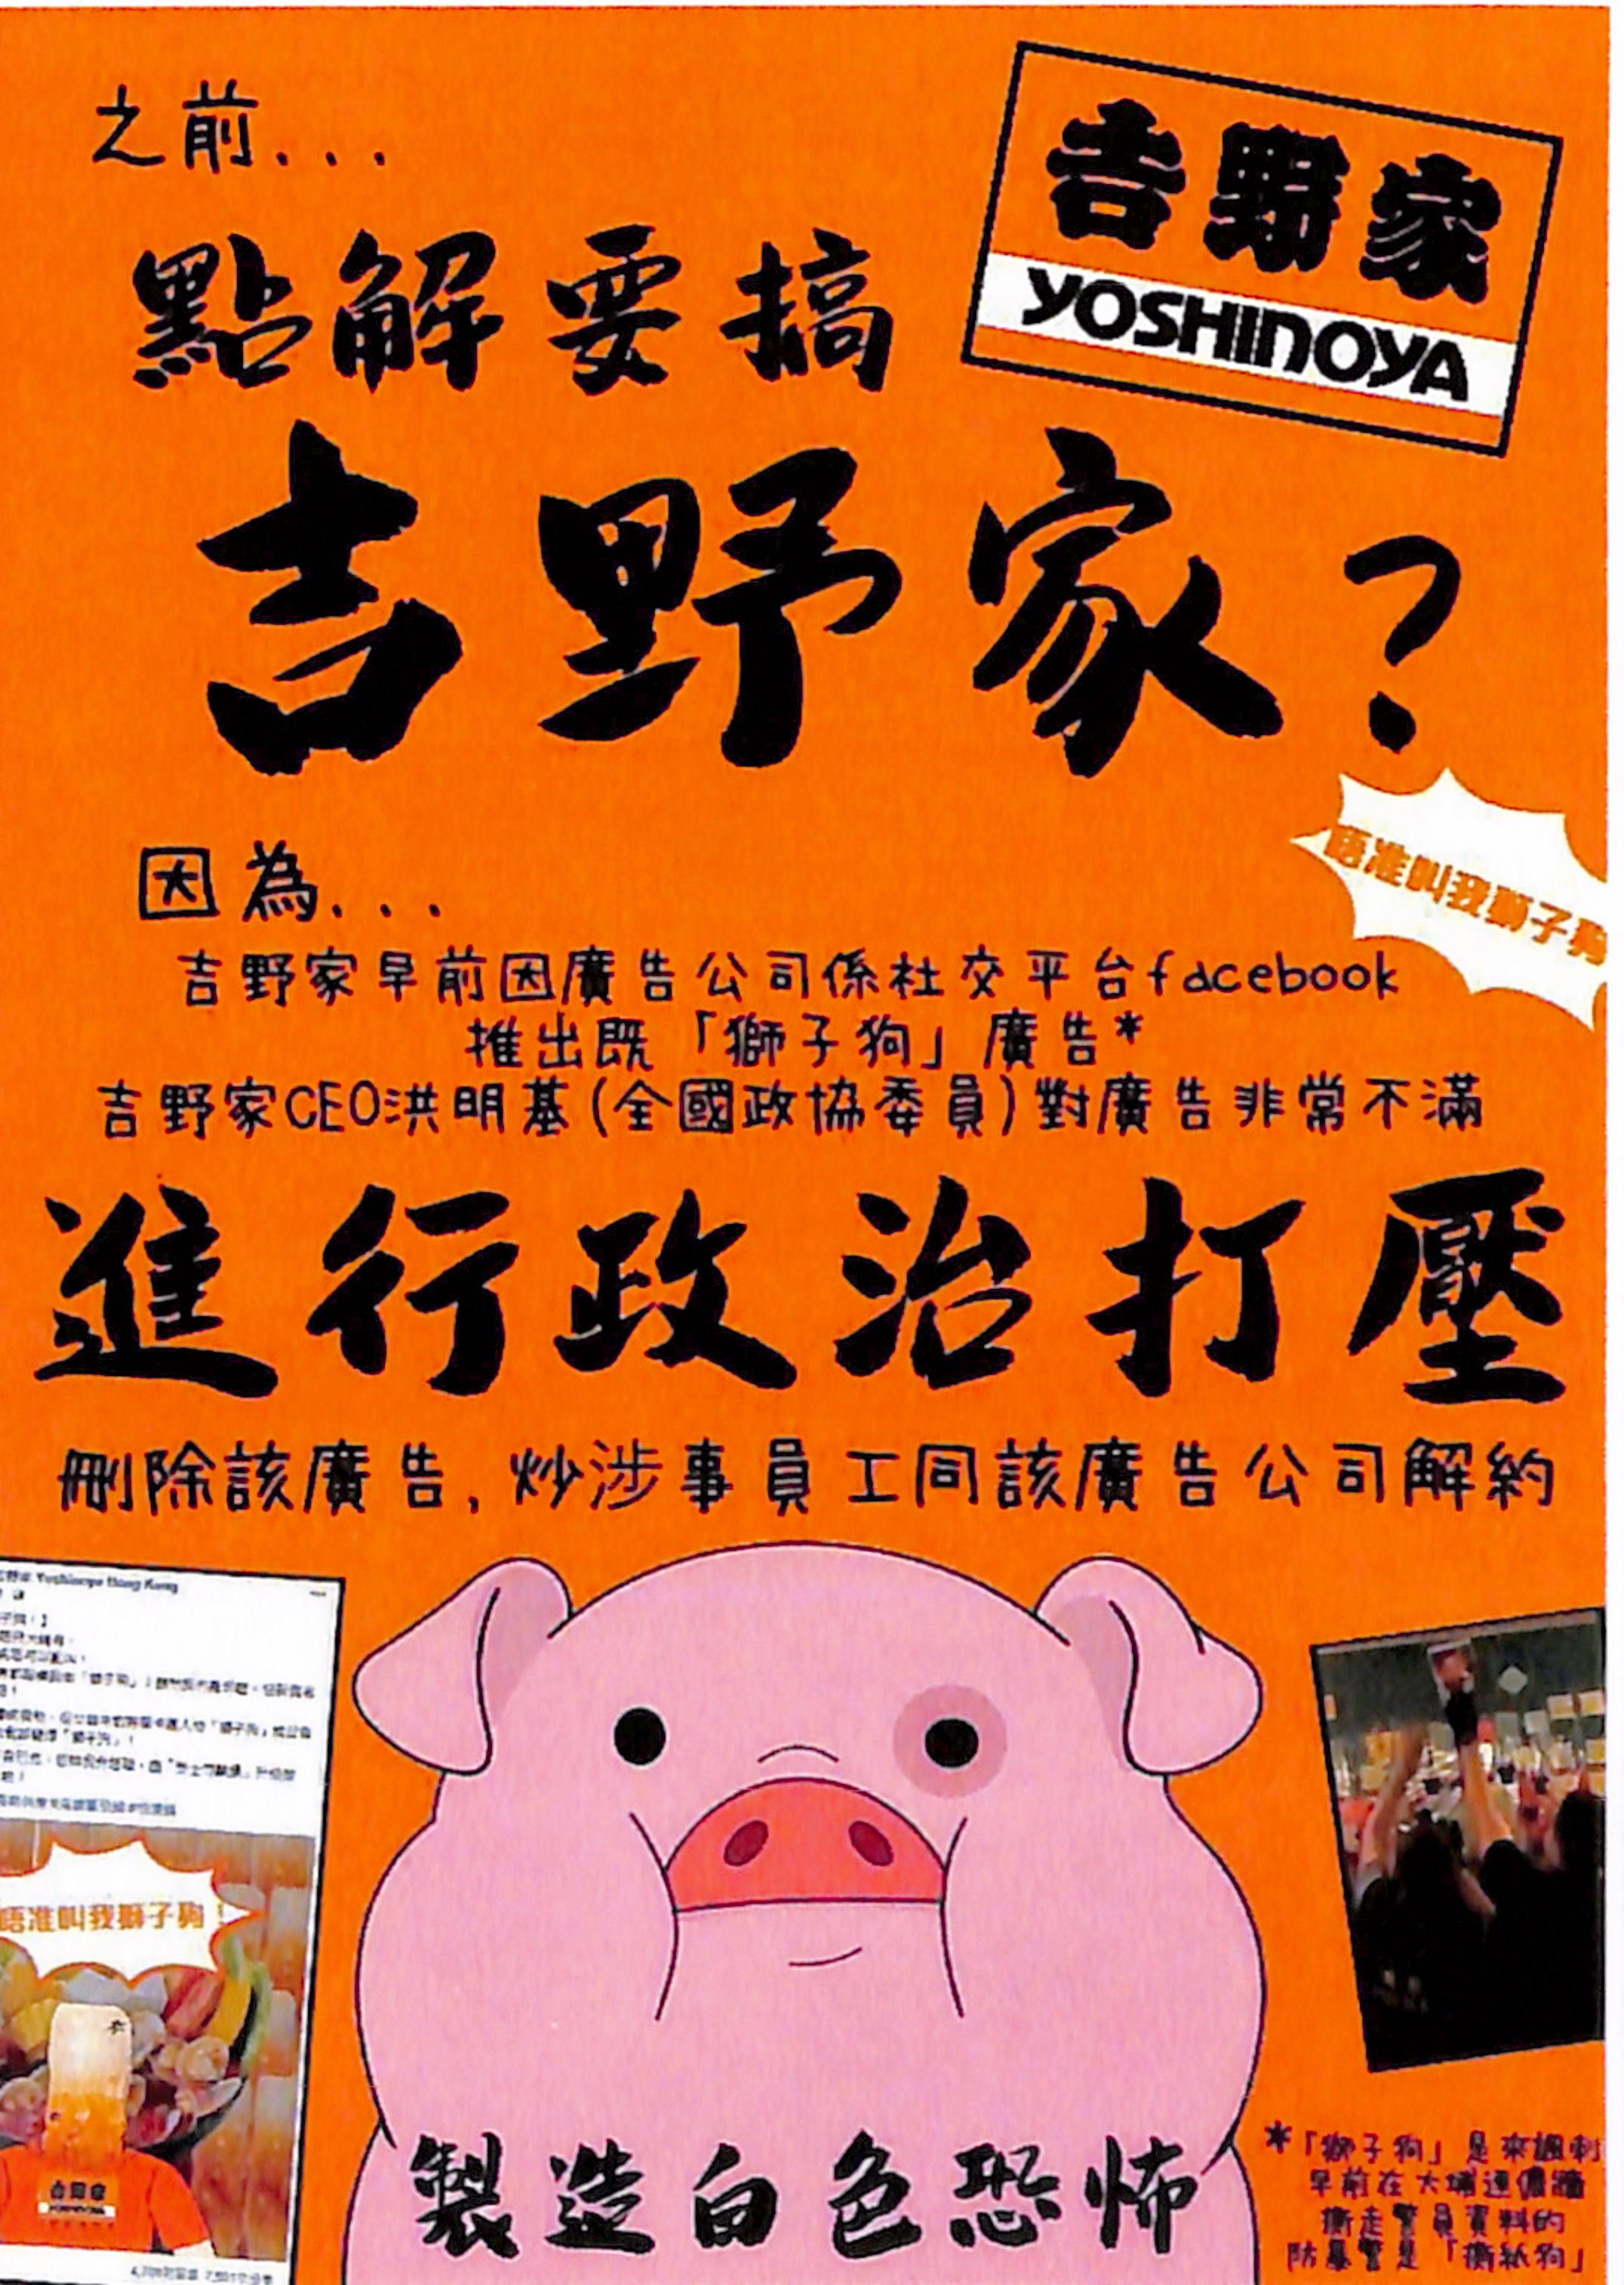 之前...
吉野家
YOSHINOYA
點解要搞
吉野家?
唔准叫我獅子狗
因為...
吉野家早前因廣告公司係社交平台facebook
推出既「獅子狗」廣告*
吉野家CEO洪明基(全國政協委員)對廣告非常不滿
進行政治打壓
刪除該廣告,炒涉事員工同該廣告公司解約
Yoshinoya Hong Kong
唔准叫我獅子狗!
吉野家
YOSHINOYA
製造白色恐怖
*「獅子狗」是來諷刺
早前在大埔連儂牆
撕走警員資料的
防暴警是「撕紙狗」